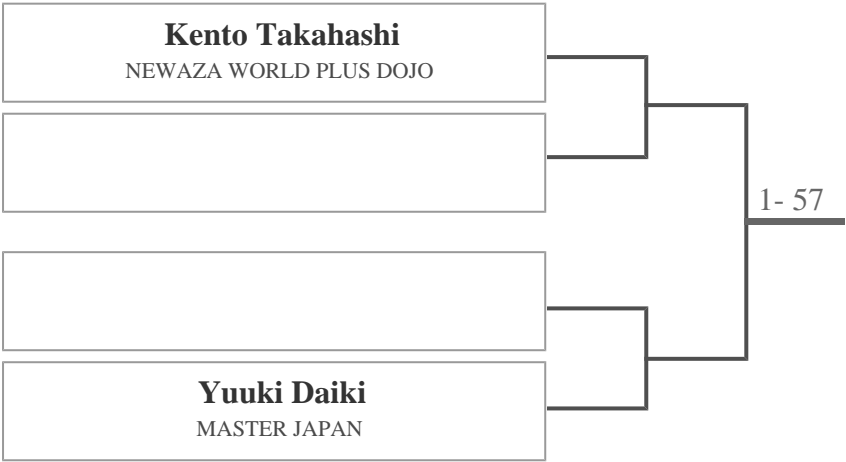 Kento Takahashi
NEWAZA WORLD PLUS DOJO
1- 57
Yuuki Daiki
MASTER JAPAN